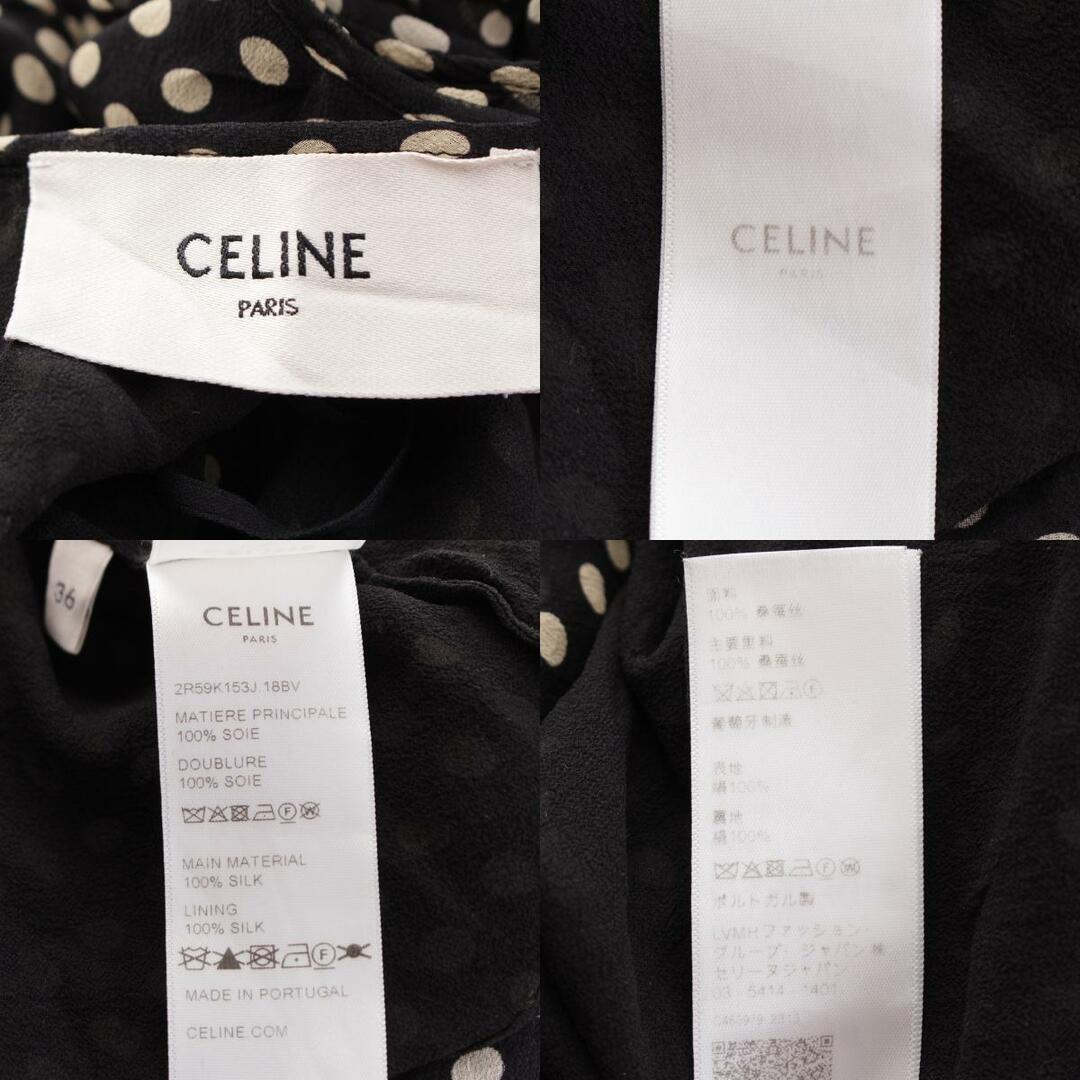 CELINE
PARIS
CELINE
PARIS
36
CELINE
PARIS
2R59K153J.18BV
MATIERE PRINCIPALE
100% SOIE
DOUBLURE
100% SOIE
MAIN MATERIAL
100% SILK
LINING
100% SILK
MADE IN PORTUGAL
CELINE.COM
面料
100% 桑蚕丝
主要里料
100% 桑蚕丝
葡萄牙制造
表地
絹100%
裏地
絹100%
ポルトガル製
LVMHファッション
グループ・ジャパン㈱
セリーヌジャパン
03-5414-1401